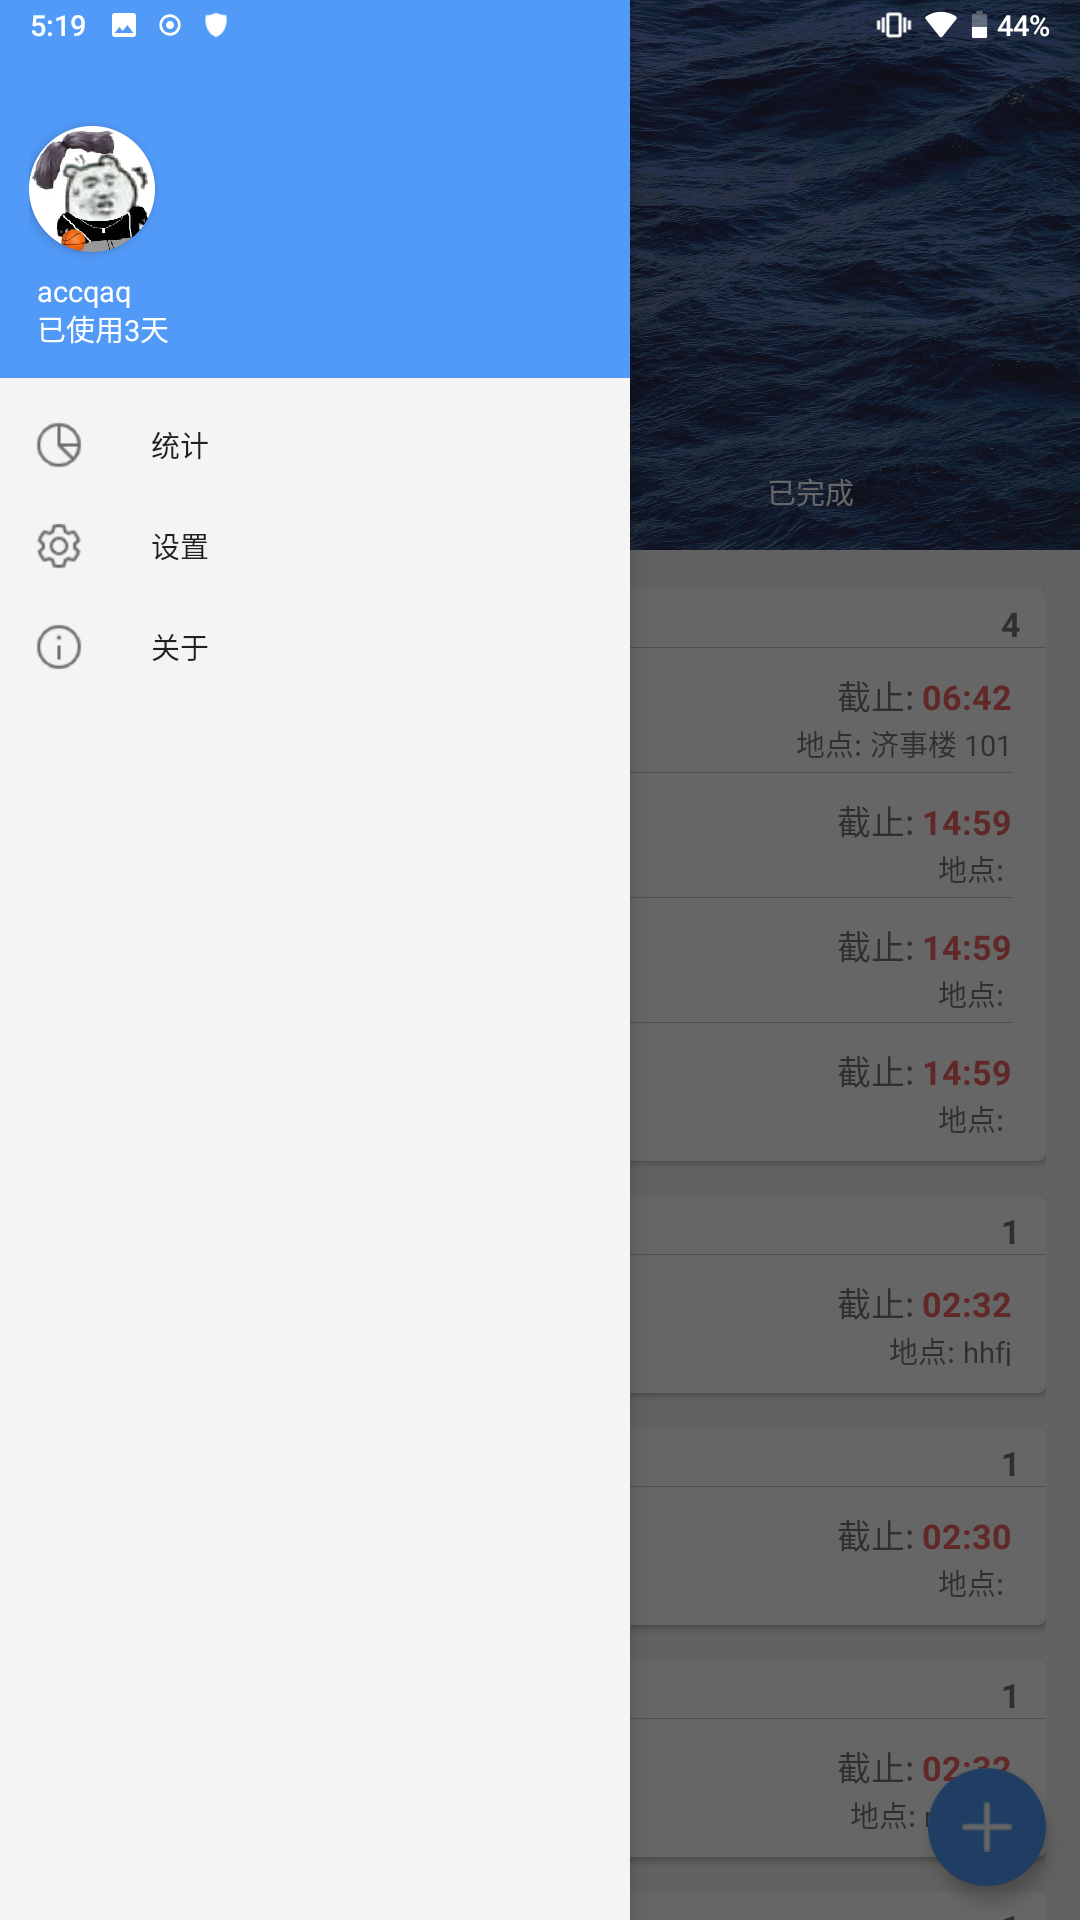 5:19
44%
accqaq
已使用3天
统计
设置
关于
已完成
4
截止: 06:42
地点: 济事楼 101
截止: 14:59
地点:
截止: 14:59
地点:
截止: 14:59
地点:
1
截止: 02:32
地点: hhfj
1
截止: 02:30
地点:
1
截止: 02:32
地点: